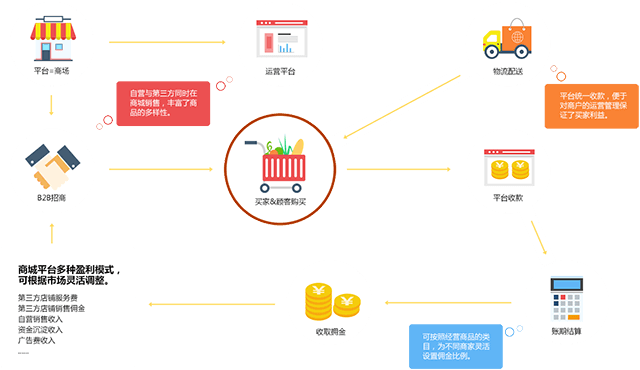 平台=商场
运营平台
物流配送
自营与第三方同时在
商城销售，丰富了商
品的多样性。
平台统一收款，便于
对商户的运营管理保
证了买家利益。
B2B招商
买家&顾客购买
平台收款
商城平台多种盈利模式，
可根据市场灵活调整。
第三方店铺服务费
第三方店铺销售佣金
自营销售收入
资金沉淀收入
广告费收入
......
收取拥金
账期结算
可按照经营商品的类
目，为不同商家灵活
设置佣金比例。